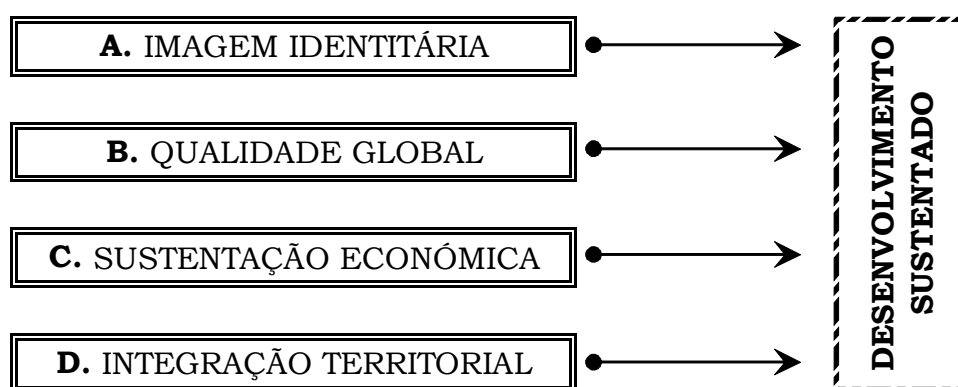 A. IMAGEM IDENTITÁRIA
B. QUALIDADE GLOBAL
C. SUSTENTAÇÃO ECONÓMICA
D. INTEGRAÇÃO TERRITORIAL
DESENVOLVIMENTO
SUSTENTADO